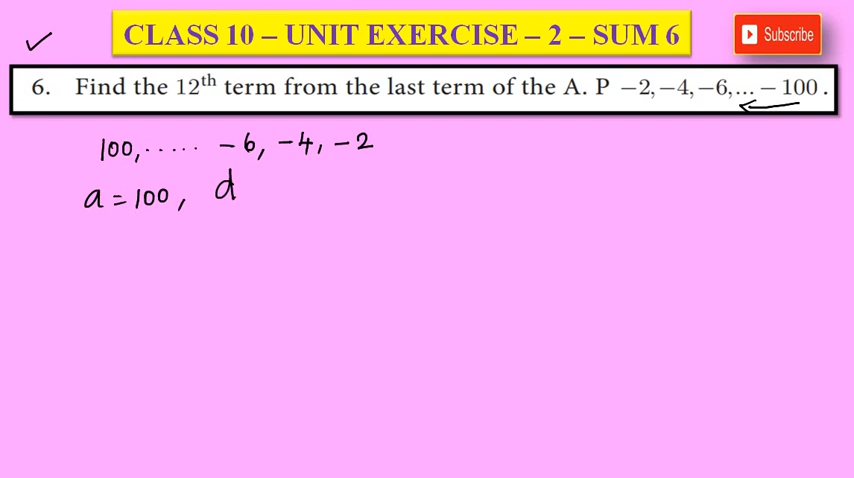 CLASS 10 – UNIT EXERCISE – 2 – SUM 6
Subscribe
6. Find the 12th term from the last term of the A. P −2, −4, −6,... − 100.
100, ..... −6, −4, −2
a = 100, d